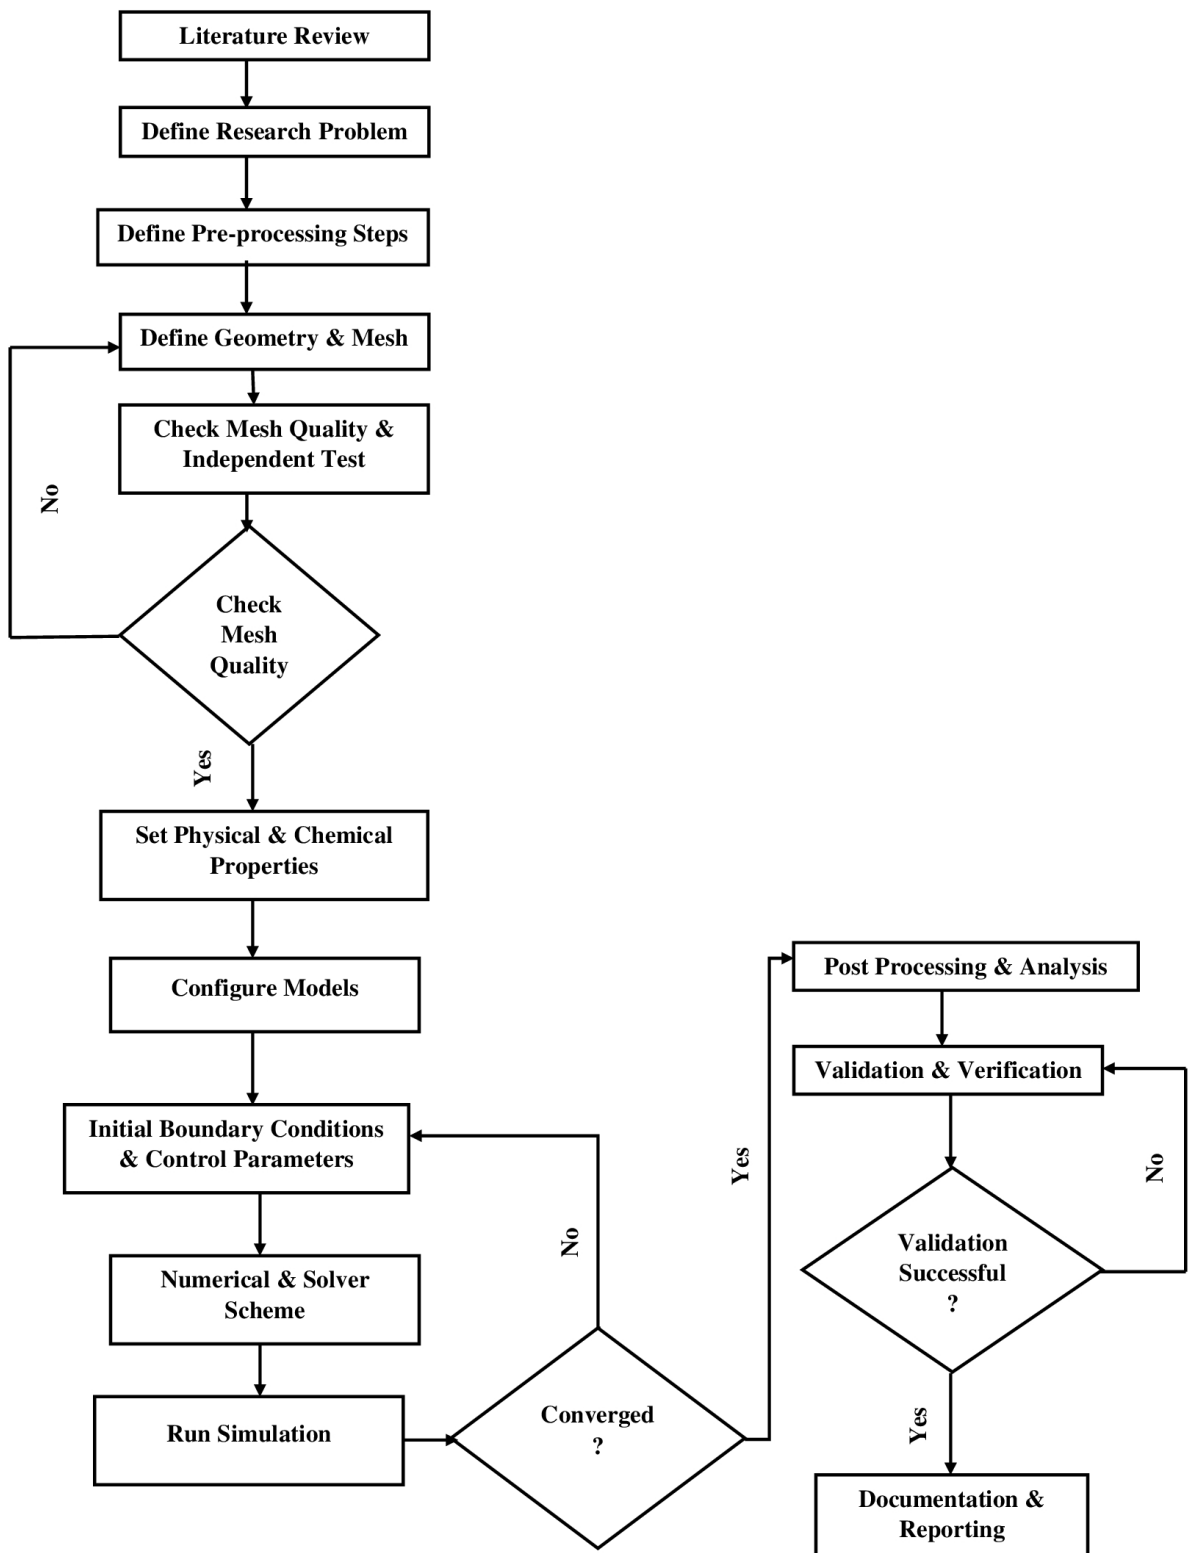 Literature Review
Define Research Problem
Define Pre-processing Steps
Define Geometry & Mesh
Check Mesh Quality &
Independent Test
No
Check
Mesh
Quality
Yes
Set Physical & Chemical
Properties
Configure Models
Initial Boundary Conditions
& Control Parameters
Numerical & Solver
Scheme
Run Simulation
Converged
?
No
Yes
Post Processing & Analysis
Validation & Verification
No
Validation
Successful
?
Yes
Documentation &
Reporting